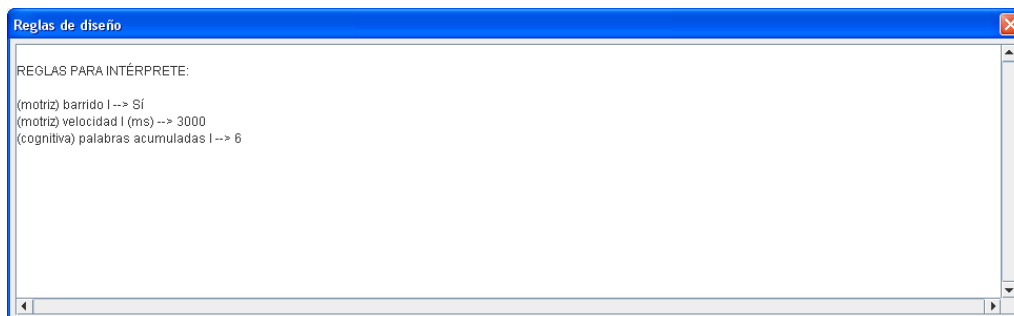 Reglas de diseño
REGLAS PARA INTÉRPRETE:
(motriz) barrido I --> Sí
(motriz) velocidad I (ms) --> 3000
(cognitiva) palabras acumuladas I --> 6